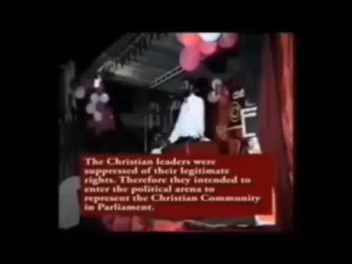 The Christian leaders were
suppressed of their legitimate
rights. Therefore they intended to
enter the political arena to
represent the Christian Community
in Parliament.